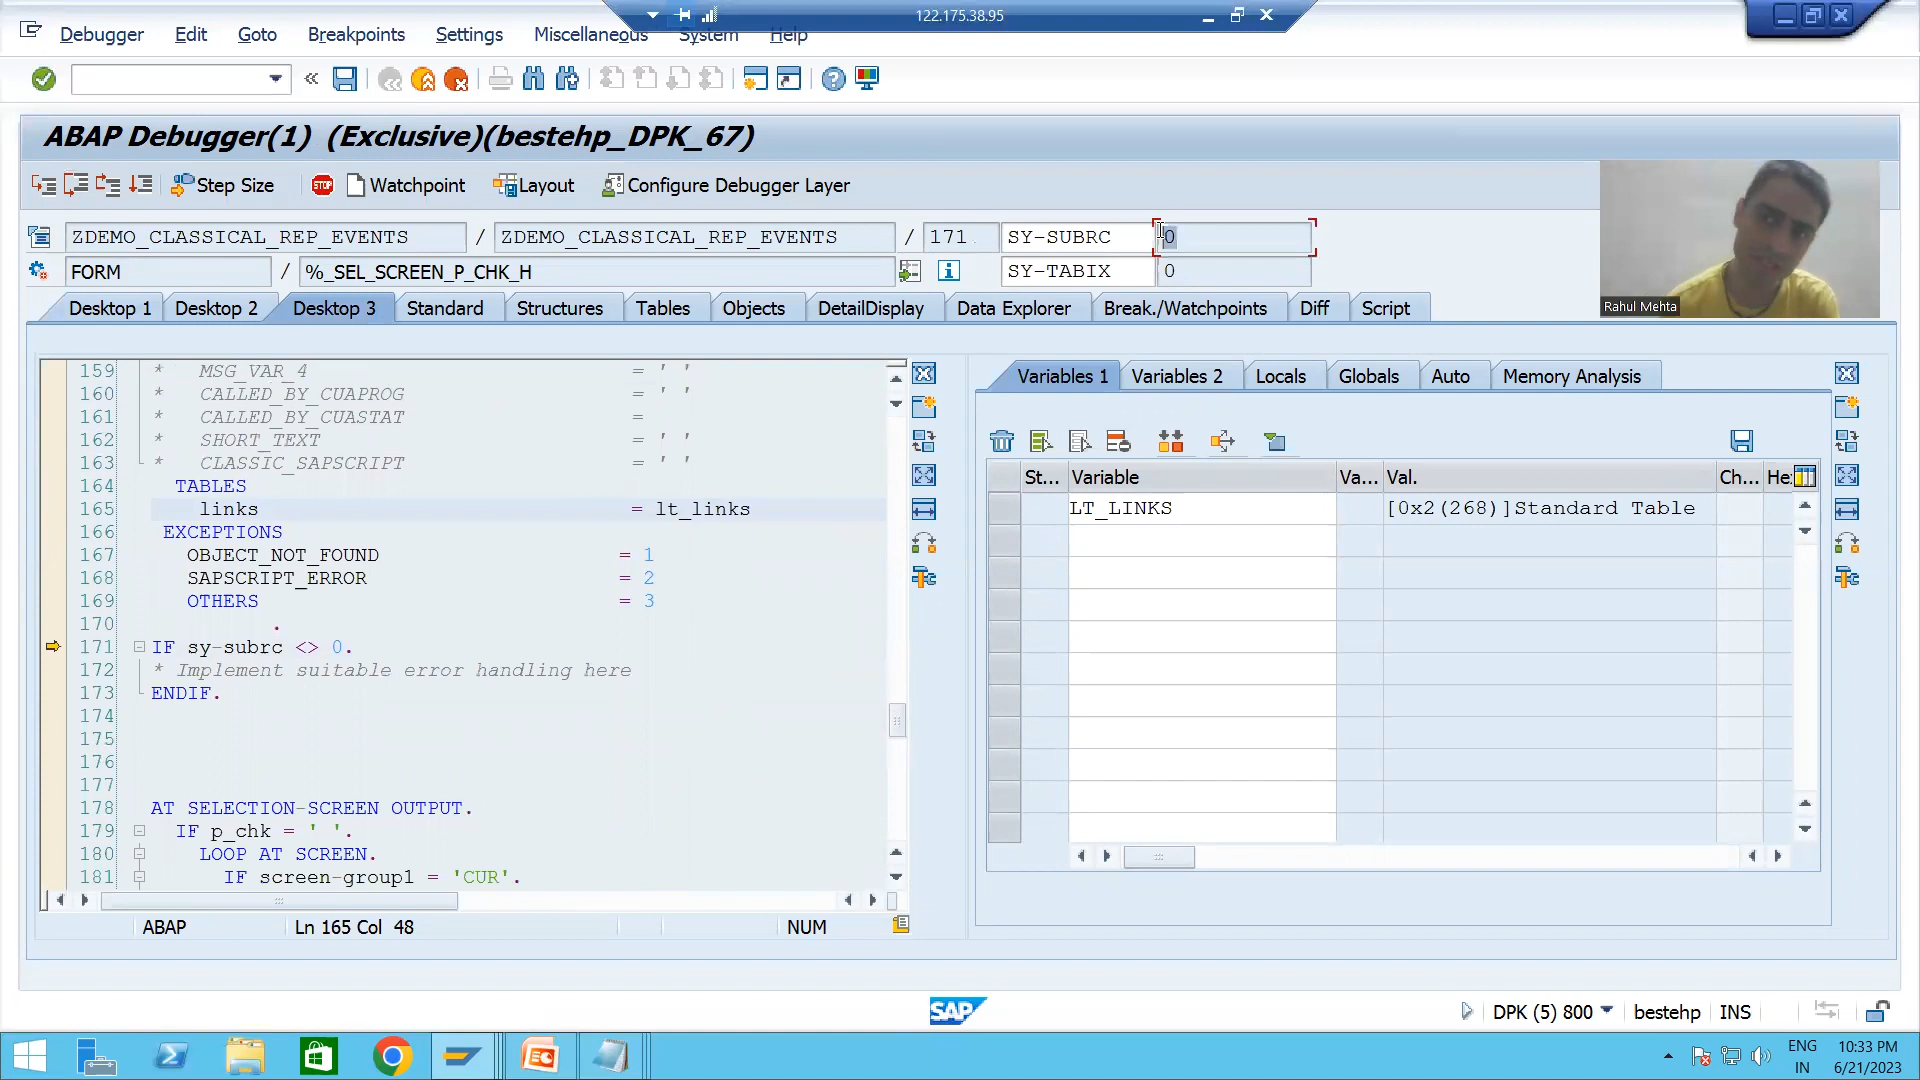 122.175.38.95
Debugger Edit Goto Breakpoints Settings Miscellaneous System Help
ABAP Debugger(1) (Exclusive)(bestehp_DPK_67)
Step Size STOP Watchpoint Layout Configure Debugger Layer
ZDEMO_CLASSICAL_REP_EVENTS / ZDEMO_CLASSICAL_REP_EVENTS / 171 SY-SUBRC 0
FORM / %_SEL_SCREEN_P_CHK_H SY-TABIX 0
Rahul Mehta
Desktop 1 Desktop 2 Desktop 3 Standard Structures Tables Objects DetailDisplay Data Explorer Break./Watchpoints Diff Script
159 * MSG_VAR_4 = ' '
160 * CALLED_BY_CUAPROG = ' '
161 * CALLED_BY_CUASTAT =
162 * SHORT_TEXT = ' '
163 * CLASSIC_SAPSCRIPT = ' '
164 TABLES
165 links = lt_links
166 EXCEPTIONS
167 OBJECT_NOT_FOUND = 1
168 SAPSCRIPT_ERROR = 2
169 OTHERS = 3
170 .
171 IF sy-subrc <> 0.
172 * Implement suitable error handling here
173 ENDIF.
174
175
176
177
178 AT SELECTION-SCREEN OUTPUT.
179 IF p_chk = ' '.
180 LOOP AT SCREEN.
181 IF screen-group1 = 'CUR'.
ABAP Ln 165 Col 48 NUM
Variables 1 Variables 2 Locals Globals Auto Memory Analysis
St... Variable Va... Val. Ch... Hex
LT_LINKS [0x2(268)]Standard Table
SAP
DPK (5) 800 bestehp INS
ENG
IN
10:33 PM
6/21/2023